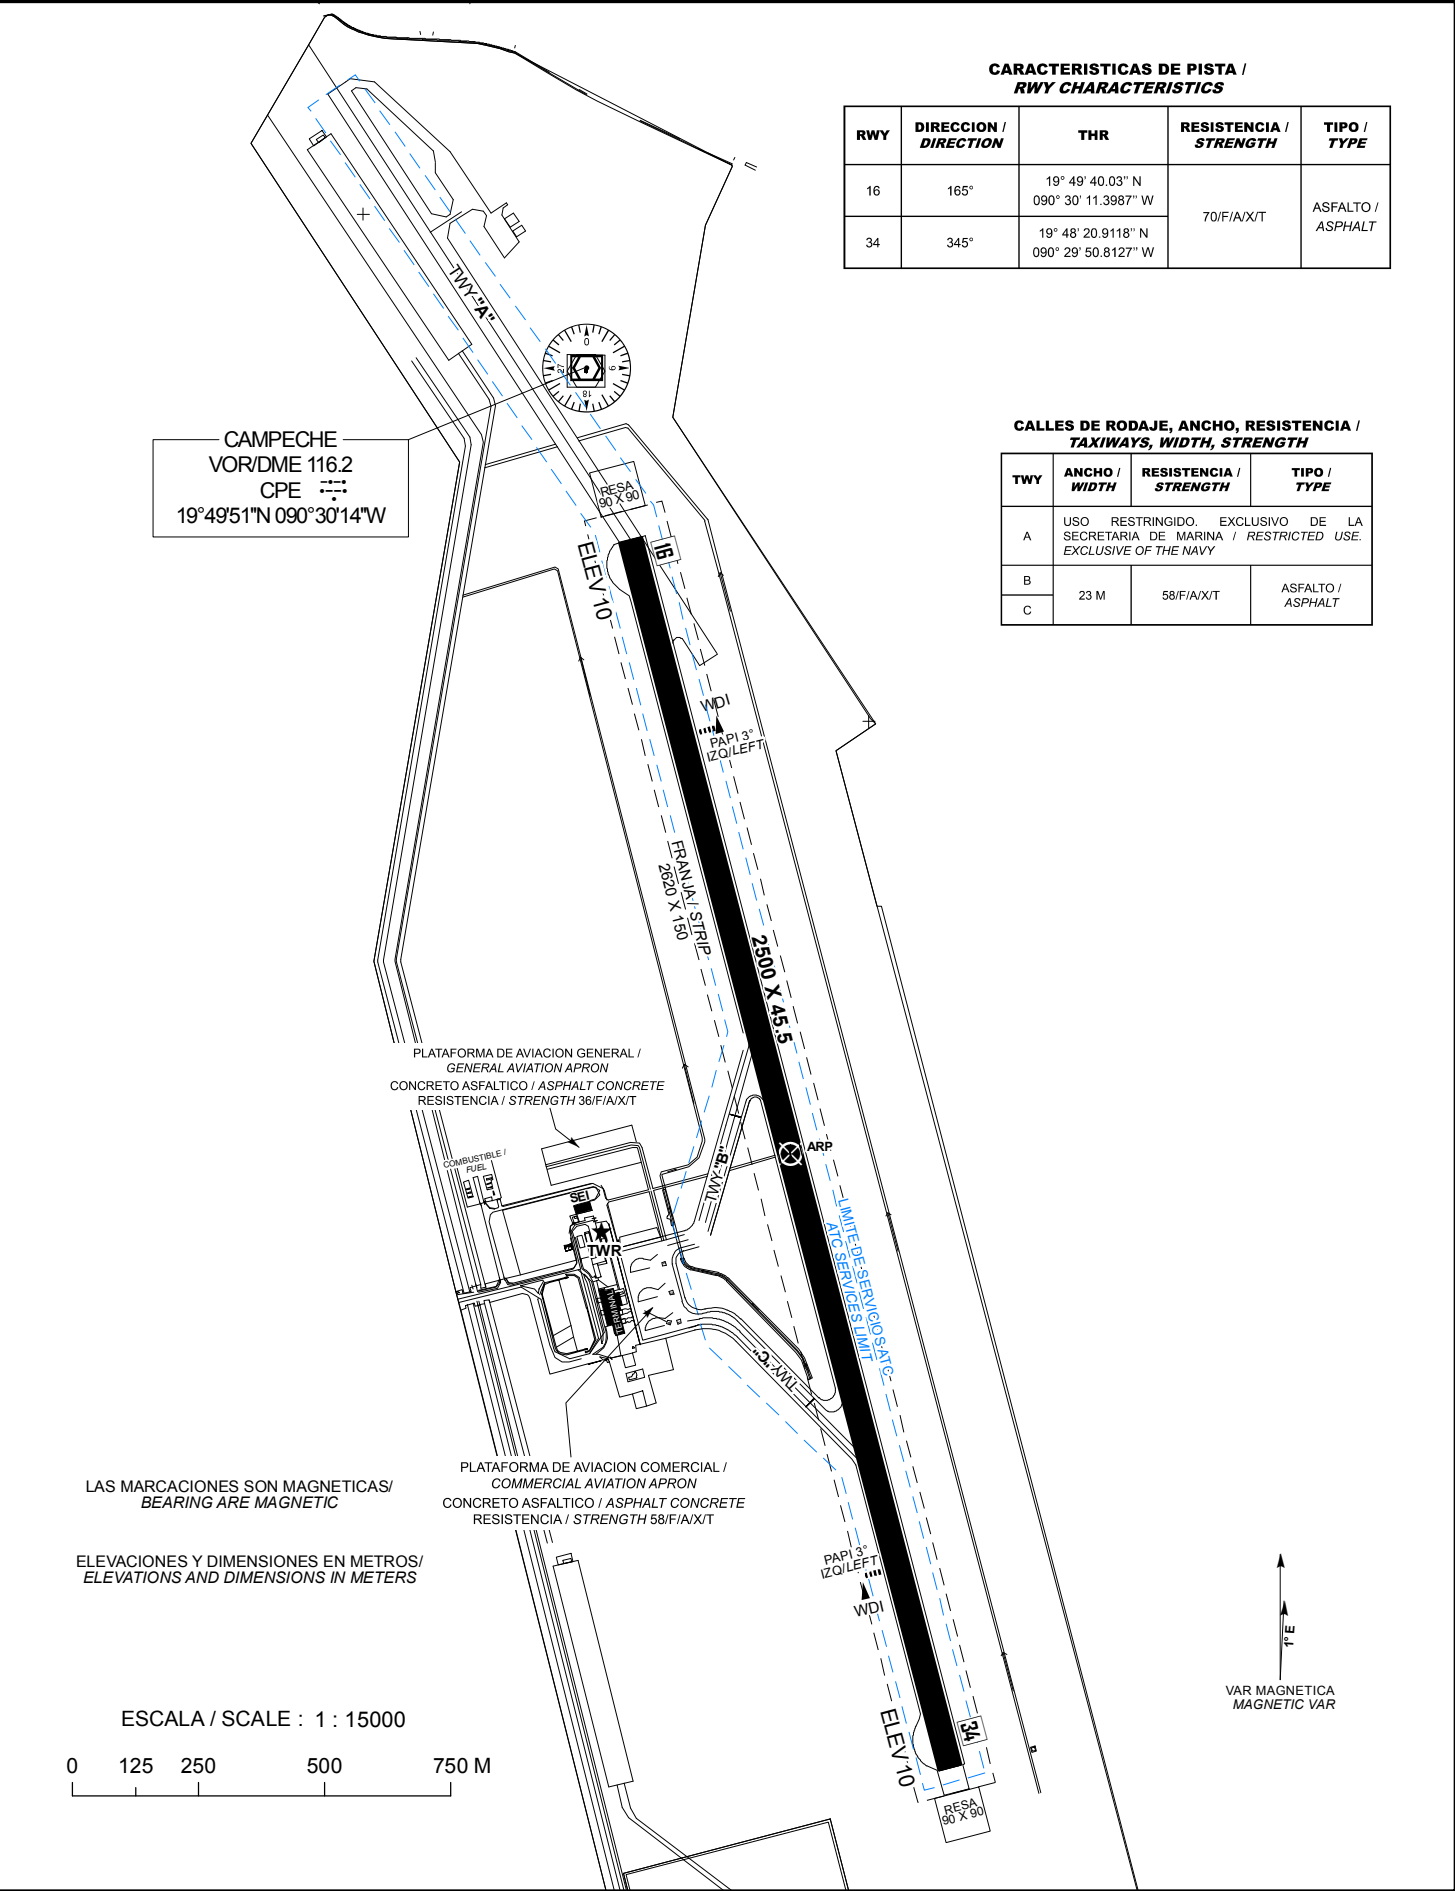 CARACTERISTICAS DE PISTA /
RWY CHARACTERISTICS
RWY
DIRECCION /
DIRECTION
THR
RESISTENCIA /
STRENGTH
TIPO /
TYPE
16
165°
19° 49' 40.03'' N
090° 30' 11.3987'' W
70/F/A/X/T
ASFALTO /
ASPHALT
34
345°
19° 48' 20.9118'' N
090° 29' 50.8127'' W
TWY "A"
0
9
18
27
CAMPECHE
VOR/DME 116.2
CPE
19°49'51"N 090°30'14"W
CALLES DE RODAJE, ANCHO, RESISTENCIA /
TAXIWAYS, WIDTH, STRENGTH
TWY
ANCHO /
WIDTH
RESISTENCIA /
STRENGTH
TIPO /
TYPE
A
USO RESTRINGIDO. EXCLUSIVO DE LA
SECRETARIA DE MARINA / RESTRICTED USE.
EXCLUSIVE OF THE NAVY
B
C
23 M
58/F/A/X/T
ASFALTO /
ASPHALT
RESA
90 X 90
16
ELEV 10
WDI
PAPI 3°
IZQ/LEFT
FRANJA / STRIP
2620 X 150
2500 X 45.5
PLATAFORMA DE AVIACION GENERAL /
GENERAL AVIATION APRON
CONCRETO ASFALTICO / ASPHALT CONCRETE
RESISTENCIA / STRENGTH 36/F/A/X/T
COMBUSTIBLE /
FUEL
SEI
TWR
TERMINAL
TWY "B"
ARP
LIMITE DE SERVICIOS ATC
ATC SERVICES LIMIT
TWY "C"
PLATAFORMA DE AVIACION COMERCIAL /
COMMERCIAL AVIATION APRON
CONCRETO ASFALTICO / ASPHALT CONCRETE
RESISTENCIA / STRENGTH 58/F/A/X/T
LAS MARCACIONES SON MAGNETICAS/
BEARING ARE MAGNETIC
ELEVACIONES Y DIMENSIONES EN METROS/
ELEVATIONS AND DIMENSIONS IN METERS
PAPI 3°
IZQ/LEFT
WDI
ELEV 10
34
RESA
90 X 90
1° E
VAR MAGNETICA
MAGNETIC VAR
ESCALA / SCALE : 1 : 15000
0 125 250 500 750 M